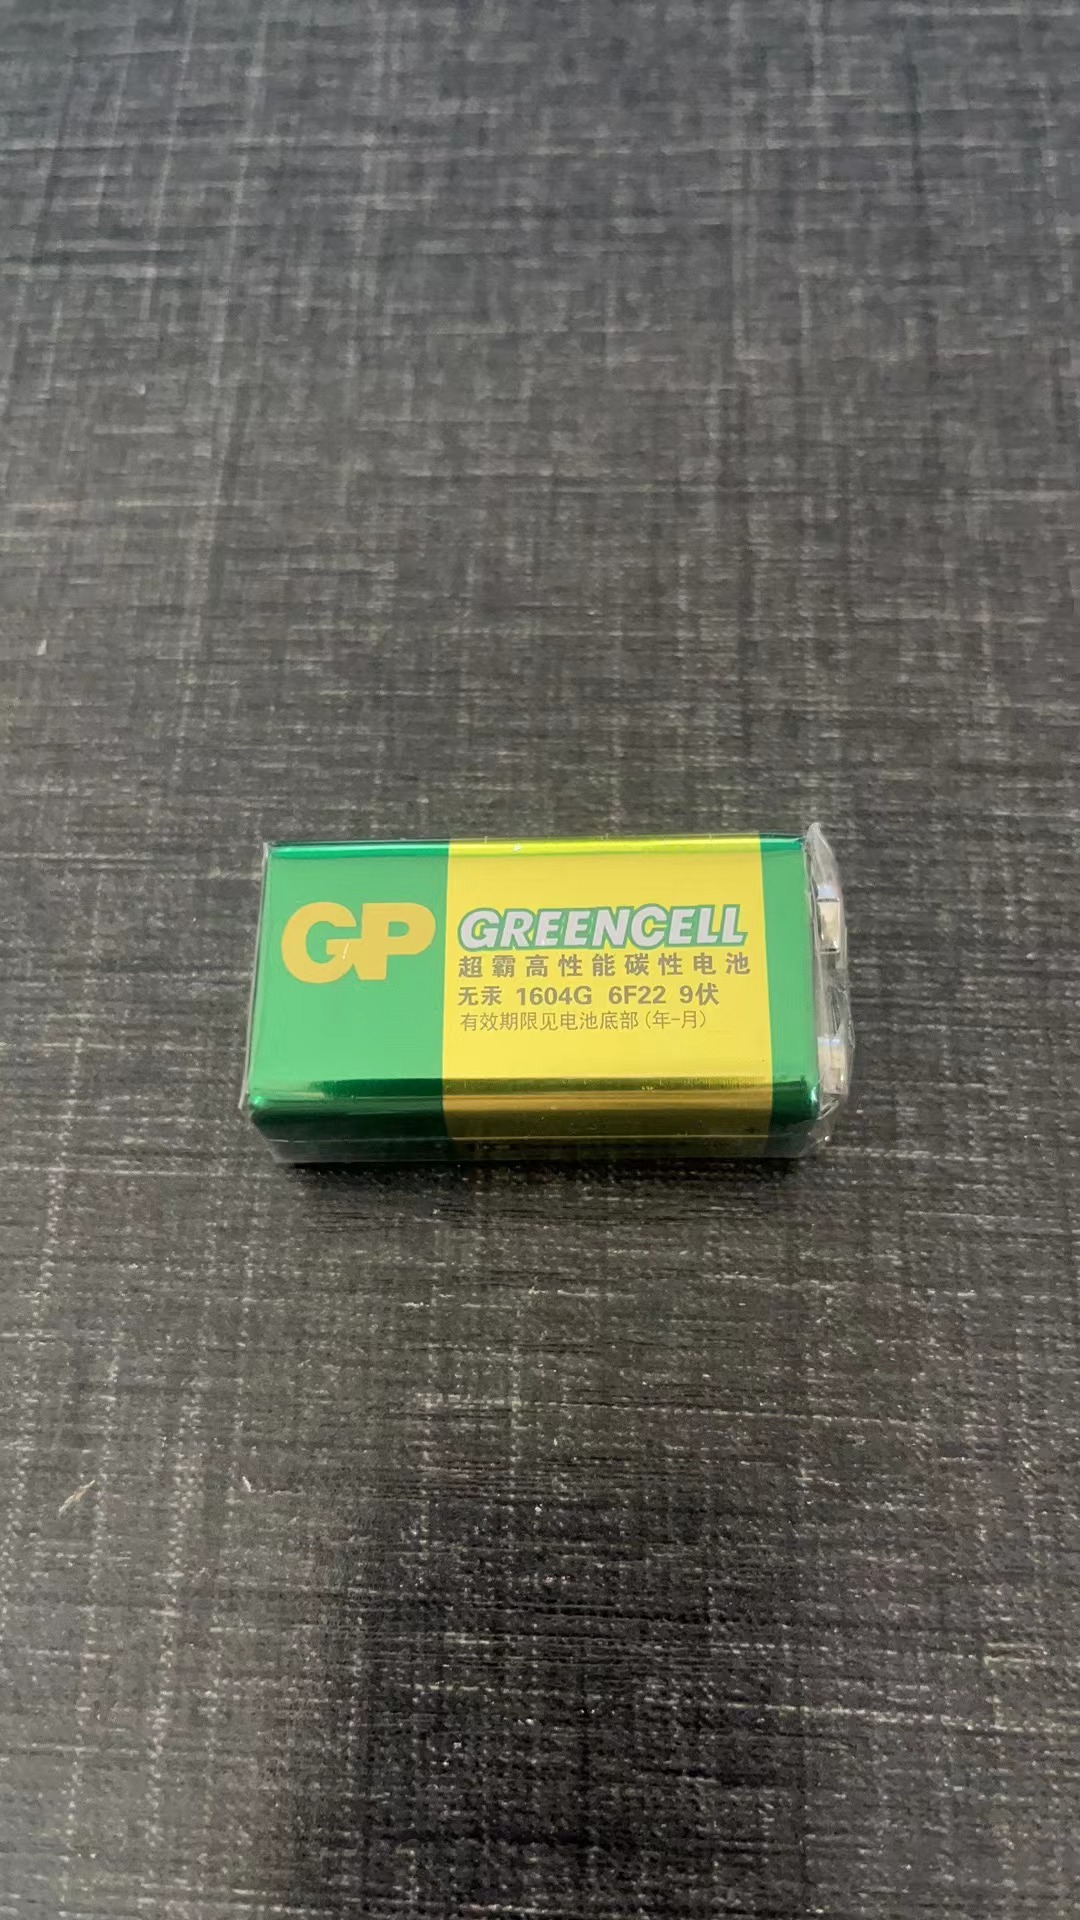 GP
GREENCELL
超霸高性能碳性电池
无汞 1604G 6F22 9伏
有效期限见电池底部(年-月)